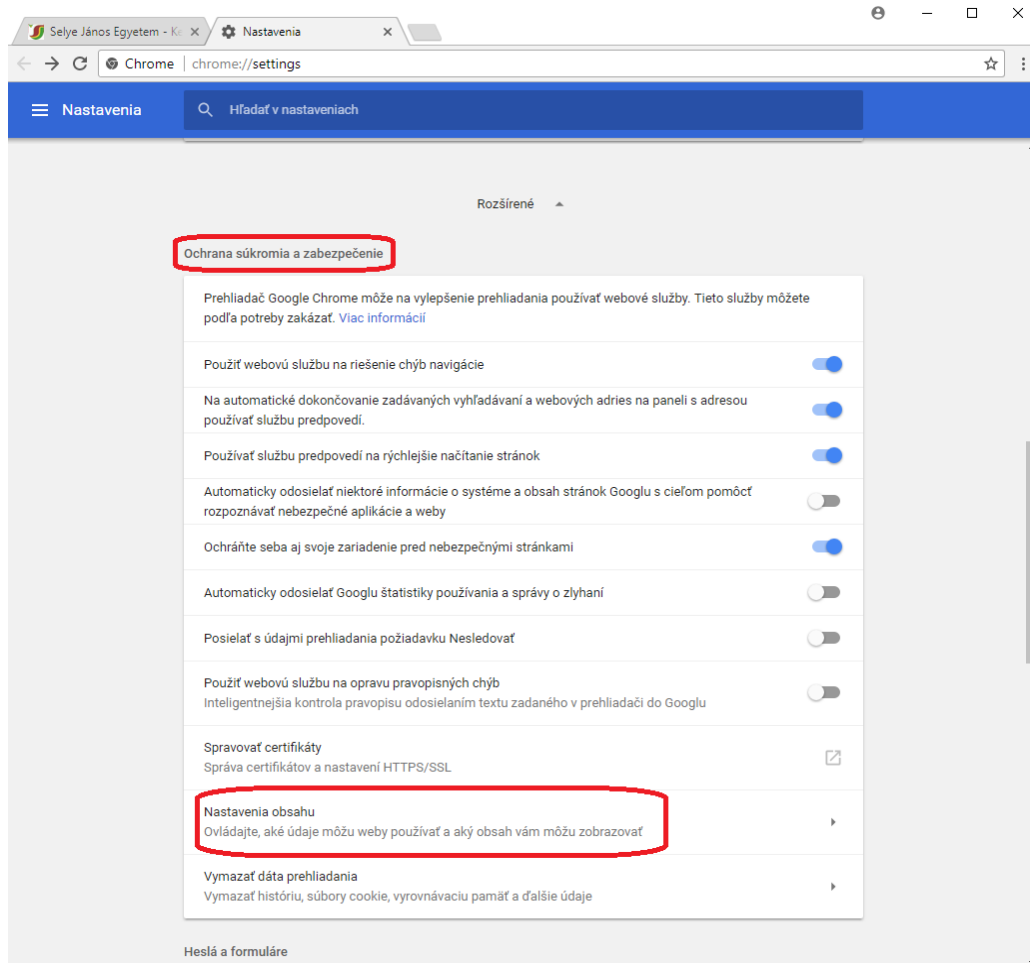 Selye János Egyetem - Ke
Nastavenia
Chrome | chrome://settings
Nastavenia
Hľadať v nastaveniach
Rozšírené
Ochrana súkromia a zabezpečenie
Prehliadač Google Chrome môže na vylepšenie prehliadania používať webové služby. Tieto služby môžete
podľa potreby zakázať. Viac informácií
Použiť webovú službu na riešenie chýb navigácie
Na automatické dokončovanie zadávaných vyhľadávaní a webových adries na paneli s adresou
používať službu predpovedí.
Používať službu predpovedí na rýchlejšie načítanie stránok
Automaticky odosielať niektoré informácie o systéme a obsah stránok Googlu s cieľom pomôcť
rozpoznávať nebezpečné aplikácie a weby
Ochráňte seba aj svoje zariadenie pred nebezpečnými stránkami
Automaticky odosielať Googlu štatistiky používania a správy o zlyhaní
Posielať s údajmi prehliadania požiadavku Nesledovať
Použiť webovú službu na opravu pravopisných chýb
Inteligentnejšia kontrola pravopisu odosielaním textu zadaného v prehliadači do Googlu
Spravovať certifikáty
Správa certifikátov a nastavení HTTPS/SSL
Nastavenia obsahu
Ovládajte, aké údaje môžu weby používať a aký obsah vám môžu zobrazovať
Vymazať dáta prehliadania
Vymazať históriu, súbory cookie, vyrovnávaciu pamäť a ďalšie údaje
Heslá a formuláre